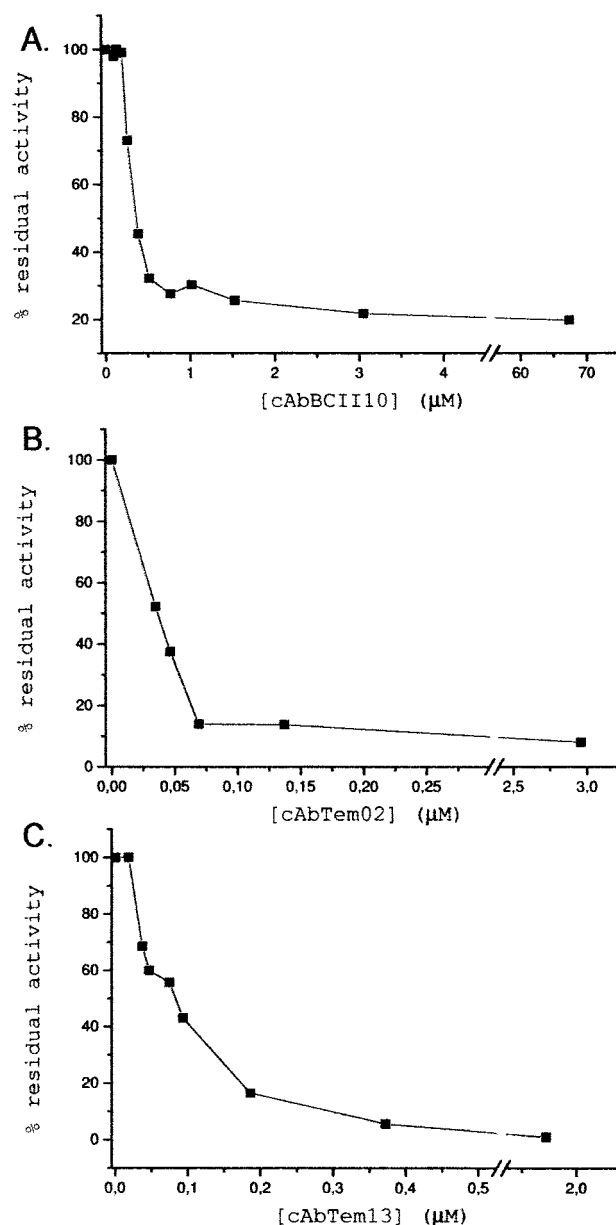 A.
% residual activity
100
80
60
40
20
0 1 2 3 4 60 70
[cAbBCII10] (μM)
B.
% residual activity
100
80
60
40
20
0
0,00 0,05 0,10 0,15 0,20 0,25 2,5 3,0
[cAbTem02] (μM)
C.
% residual activity
100
80
60
40
20
0
0,0 0,1 0,2 0,3 0,4 0,5 2,0
[cAbTem13] (μM)